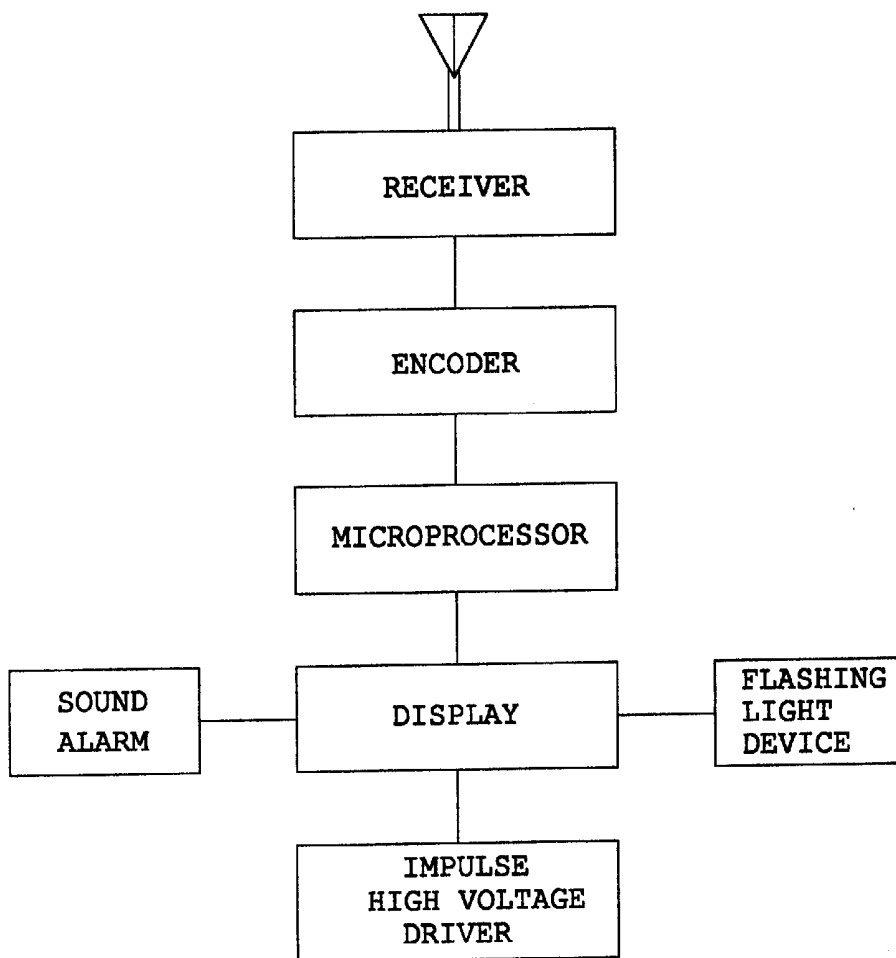 RECEIVER
ENCODER
MICROPROCESSOR
SOUND
ALARM
DISPLAY
FLASHING
LIGHT
DEVICE
IMPULSE
HIGH VOLTAGE
DRIVER